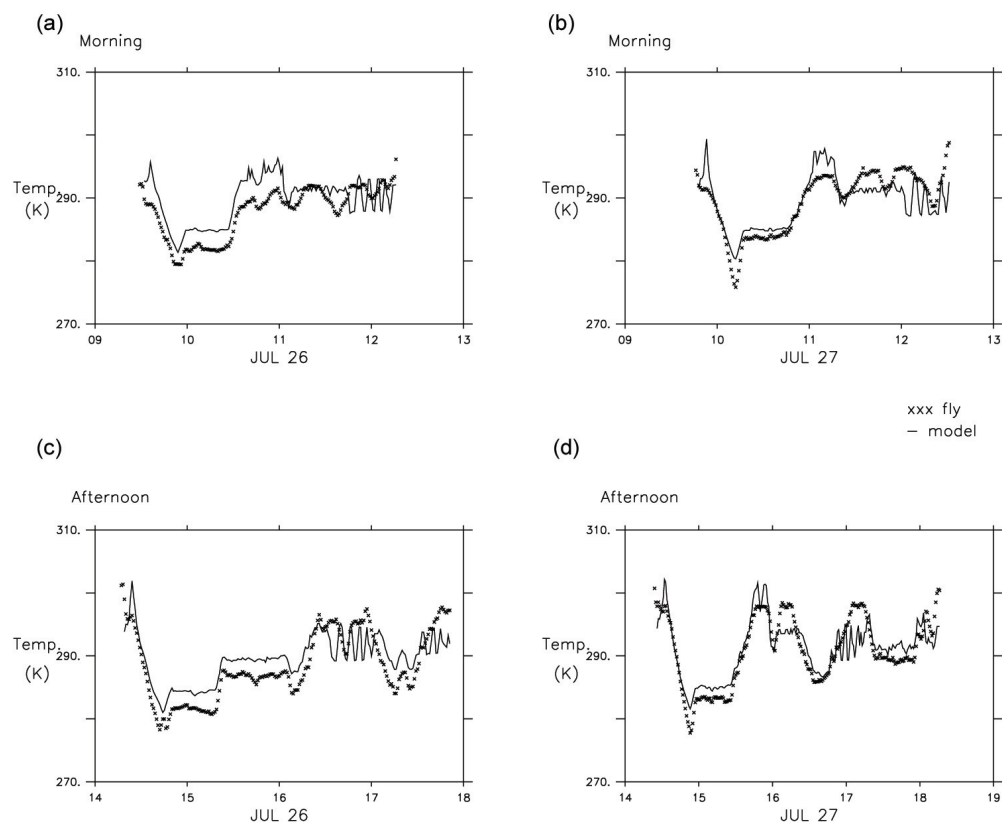 (a)
Morning
310.
Temp.
290.
(K)
270.
09 10 11 12 13
JUL 26
(b)
Morning
310.
Temp.
290.
(K)
270.
09 10 11 12 13
JUL 27
xxx fly
– model
(c)
Afternoon
310.
Temp.
290.
(K)
270.
14 15 16 17 18
JUL 26
(d)
Afternoon
310.
Temp.
290.
(K)
270.
14 15 16 17 18 19
JUL 27